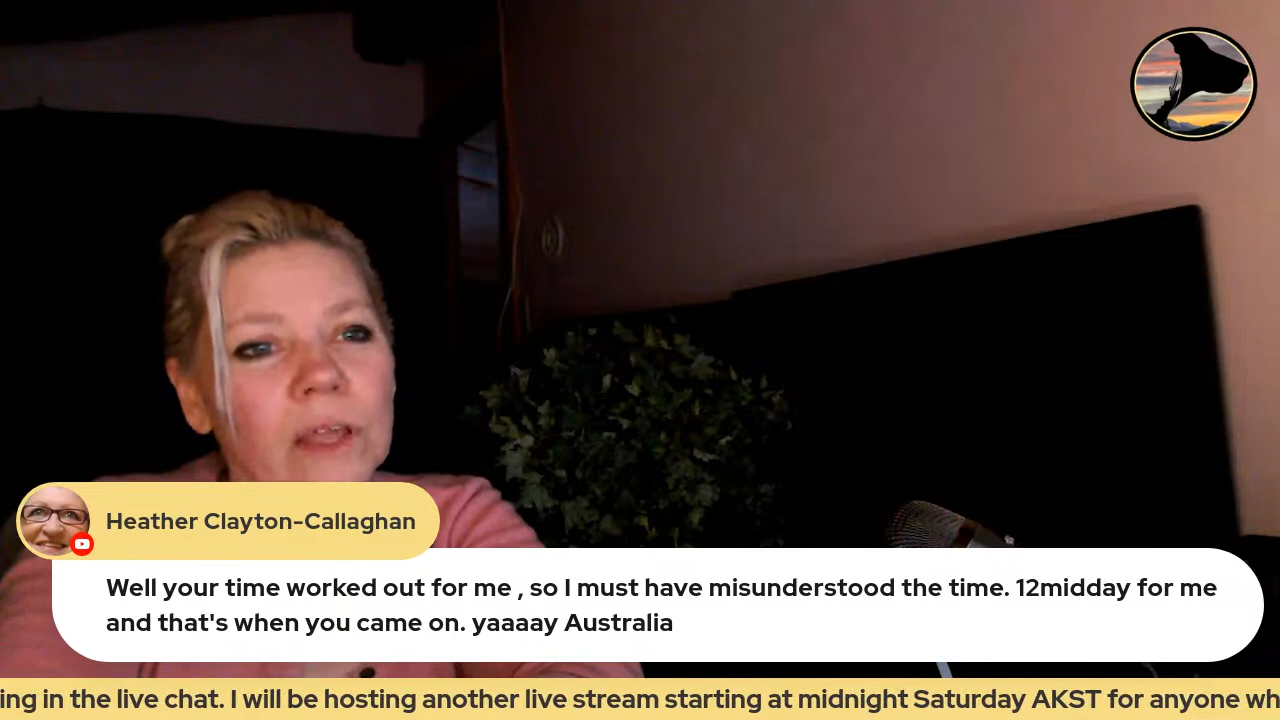 Heather Clayton-Callaghan
Well your time worked out for me , so I must have misunderstood the time. 12midday for me
and that's when you came on. yaaaay Australia
ing in the live chat. I will be hosting another live stream starting at midnight Saturday AKST for anyone wh